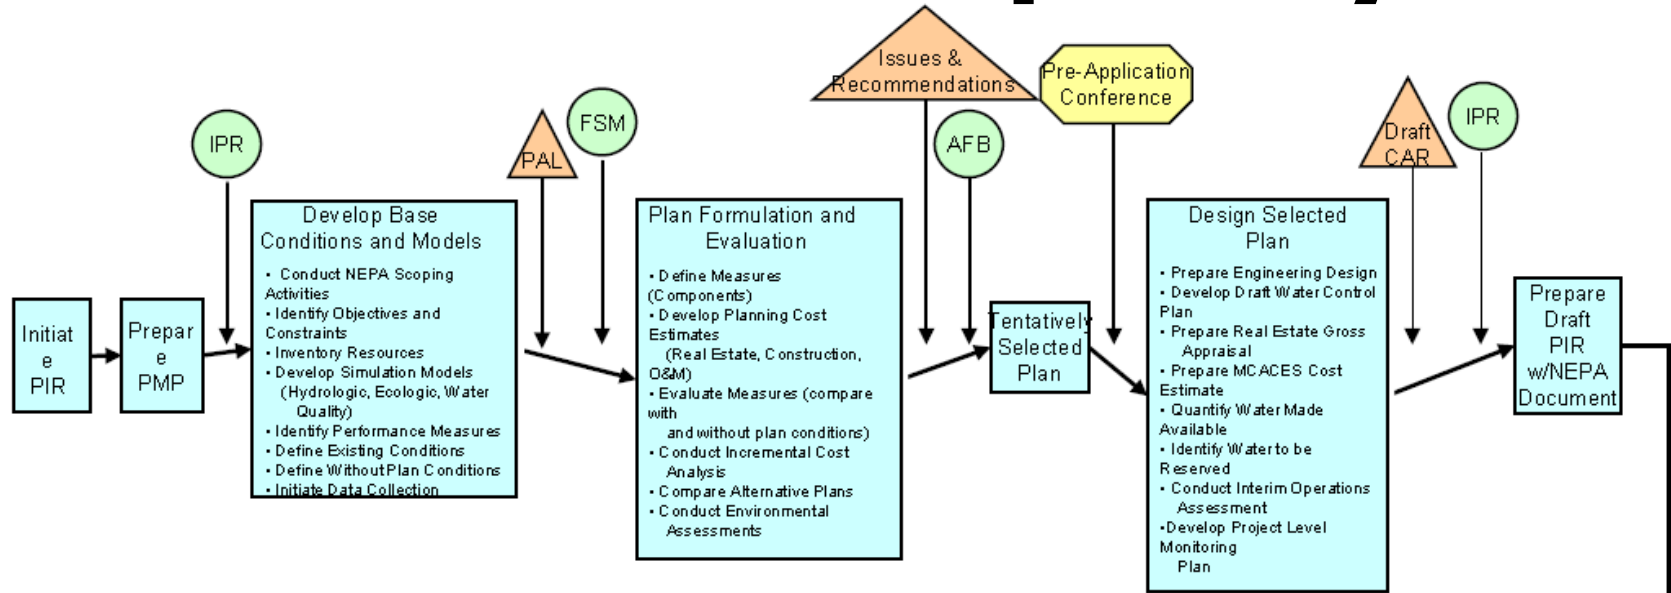 Issues &
Recommendations
Pre-Application
Conference
IPR
PAL
FSM
AFB
Draft
CAR
IPR
Initiat
e
PIR
Prepar
e
PMP
Develop Base
Conditions and Models
• Conduct NEPA Scoping
Activities
• Identify Objectives and
Constraints
• Inventory Resources
• Develop Simulation Models
(Hydrologic, Ecologic, Water
Quality)
• Identify Performance Measures
• Define Existing Conditions
• Define Without Plan Conditions
• Initiate Data Collection
Plan Formulation and
Evaluation
• Define Measures
(Components)
• Develop Planning Cost
Estimates
(Real Estate, Construction,
O&M)
• Evaluate Measures (compare
with
and without plan conditions)
• Conduct Incremental Cost
Analysis
• Compare Alternative Plans
• Conduct Environmental
Assessments
Tentatively
Selected
Plan
Design Selected
Plan
• Prepare Engineering Design
• Develop Draft Water Control
Plan
• Prepare Real Estate Gross
Appraisal
• Prepare MCACES Cost
Estimate
• Quantify Water Made
Available
• Identify Water to be
Reserved
• Conduct Interim Operations
Assessment
•Develop Project Level
Monitoring
Plan
Prepare
Draft
PIR
w/NEPA
Document